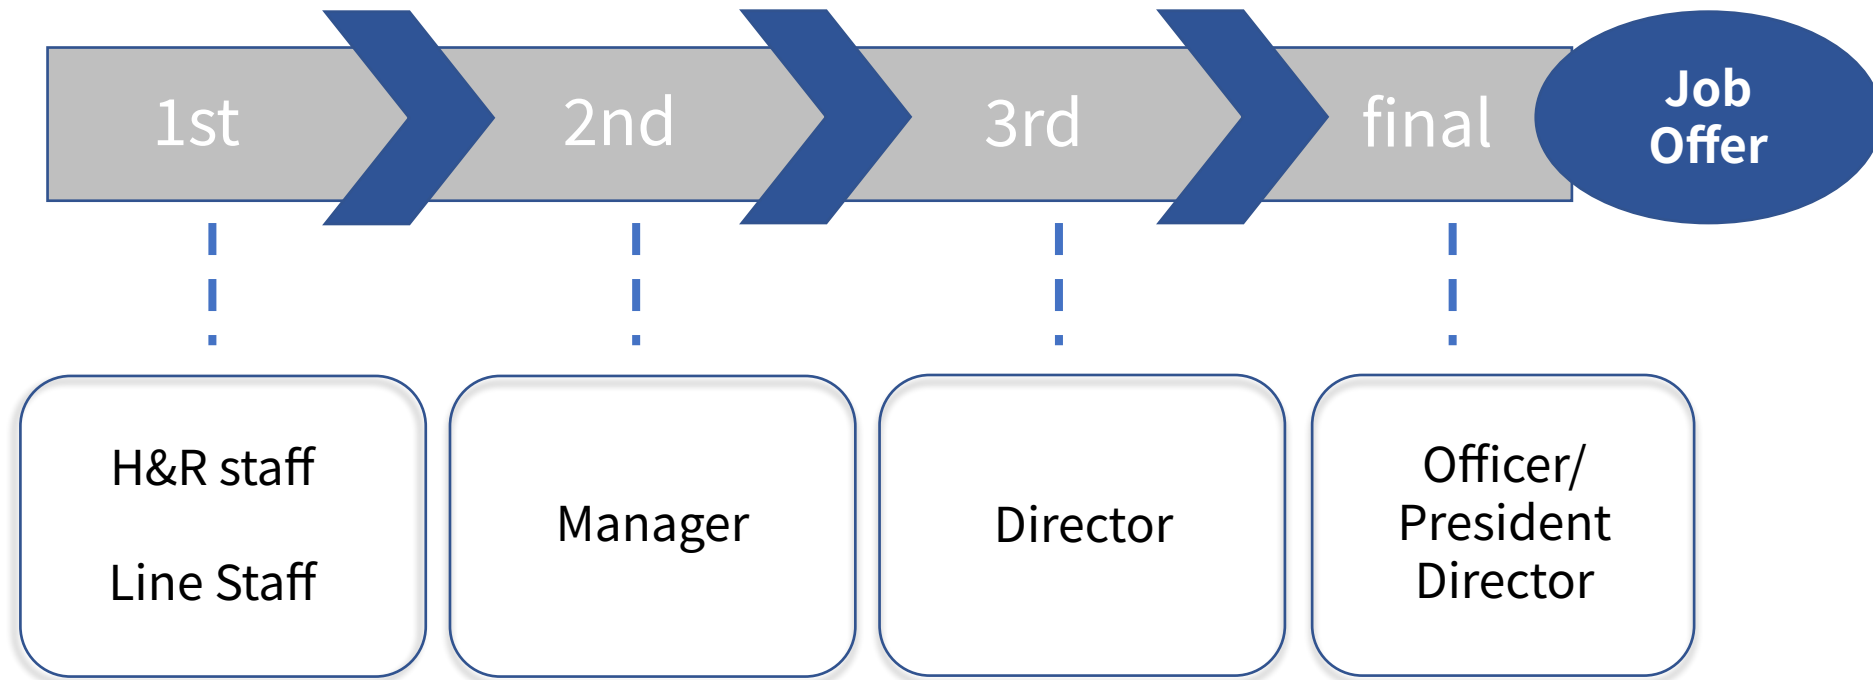 1st
2nd
3rd
final
Job
Offer
H&R staff
Line Staff
Manager
Director
Officer/
President
Director